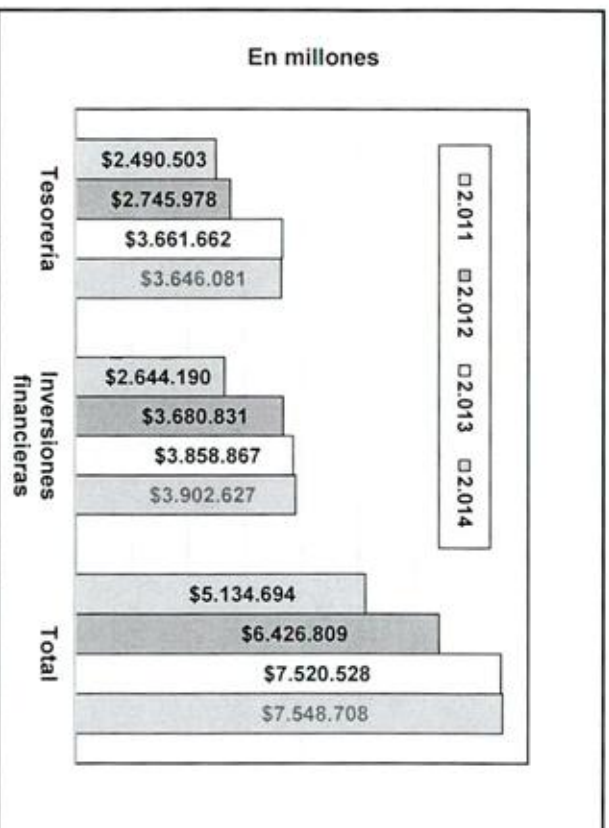 En millones
2.011 2.012 2.013 2.014
$2.490.503
$2.745.978
$3.661.662
$3.646.081
Tesorería
$2.644.190
$3.680.831
$3.858.867
$3.902.627
Inversiones
financieras
$5.134.694
$6.426.809
$7.520.528
$7.548.708
Total